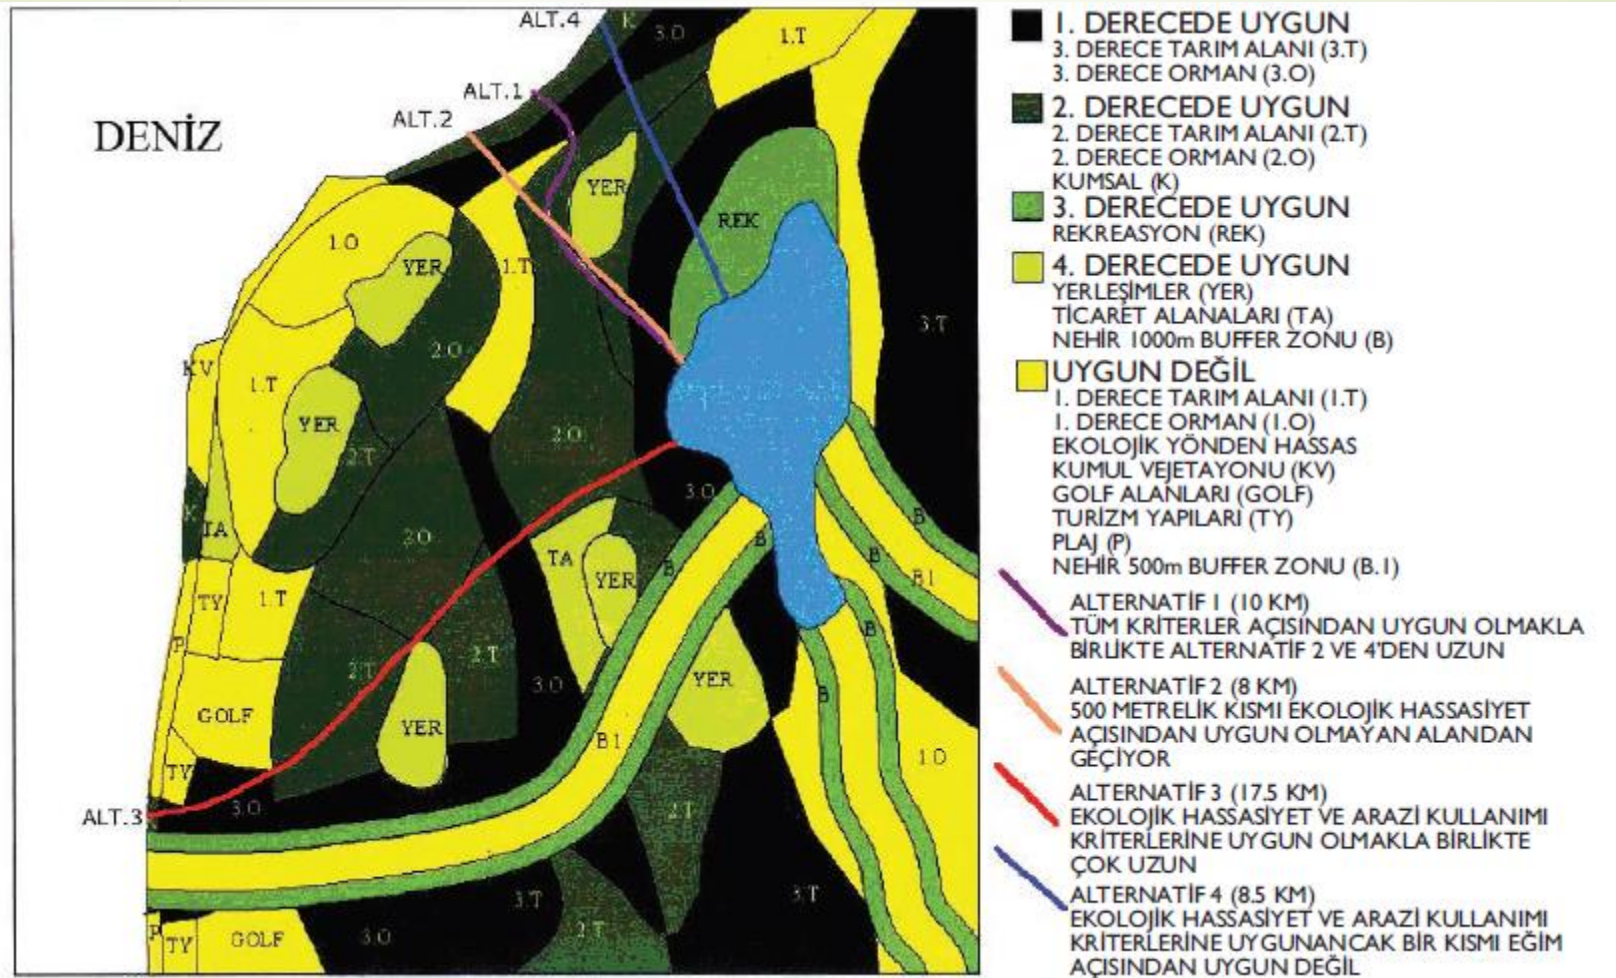 ALT.4
K
3.O
1.T
ALT.1
ALT.2
DENİZ
YER
REK
1.O
YER
1.T
3.T
2.O
KV
1.T
YER
2.O
2.T
3.O
K
TA
2.O
B
B
TA
B
B
YER
B1
TY
1.T
B
P
2.T
2.T
3.O
YER
B
GOLF
YER
B1
1.O
TY
3.O
ALT.3
2.T
3.T
3.T
P
TY
GOLF
3.O
2.T
1. DERECEDE UYGUN
3. DERECE TARIM ALANI (3.T)
3. DERECE ORMAN (3.O)
2. DERECEDE UYGUN
2. DERECE TARIM ALANI (2.T)
2. DERECE ORMAN (2.O)
KUMSAL (K)
3. DERECEDE UYGUN
REKREASYON (REK)
4. DERECEDE UYGUN
YERLEŞİMLER (YER)
TİCARET ALANALARI (TA)
NEHİR 1000m BUFFER ZONU (B)
UYGUN DEĞİL
1. DERECE TARIM ALANI (1.T)
1. DERECE ORMAN (1.O)
EKOLOJİK YÖNDEN HASSAS
KUMUL VEJETAYONU (KV)
GOLF ALANLARI (GOLF)
TURİZM YAPILARI (TY)
PLAJ (P)
NEHİR 500m BUFFER ZONU (B.1)
ALTERNATİF 1 (10 KM)
TÜM KRİTERLER AÇISINDAN UYGUN OLMAKLA
BİRLİKTE ALTERNATİF 2 VE 4'DEN UZUN
ALTERNATİF 2 (8 KM)
500 METRELİK KISMI EKOLOJİK HASSASİYET
AÇISINDAN UYGUN OLMAYAN ALANDAN
GEÇİYOR
ALTERNATİF 3 (17.5 KM)
EKOLOJİK HASSASİYET VE ARAZİ KULLANIMI
KRİTERLERİNE UYGUN OLMAKLA BİRLİKTE
ÇOK UZUN
ALTERNATİF 4 (8.5 KM)
EKOLOJİK HASSASİYET VE ARAZİ KULLANIMI
KRİTERLERİNE UYGUNANCAK BİR KISMI EĞİM
AÇISINDAN UYGUN DEĞİL